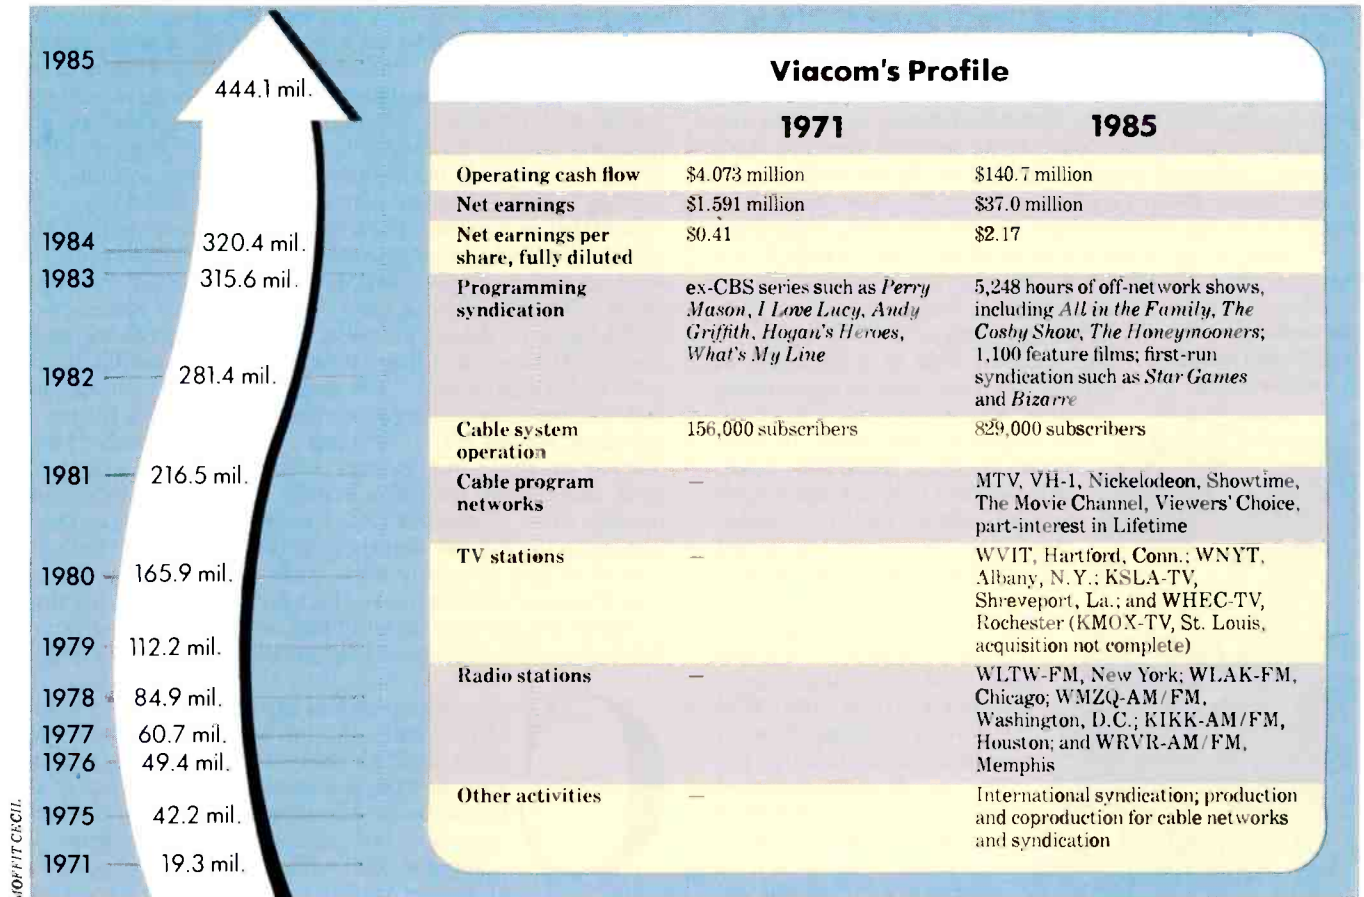 1985
444.1 mil.
1984
320.4 mil.
1983
315.6 mil.
1982
281.4 mil.
1981
216.5 mil.
1980
165.9 mil.
1979
112.2 mil.
1978
84.9 mil.
1977
60.7 mil.
1976
49.4 mil.
1975
42.2 mil.
1971
19.3 mil.
MOFFIT CECIL
Viacom's Profile
1971
1985
Operating cash flow
$4.073 million
$140.7 million
Net earnings
$1.591 million
$37.0 million
Net earnings per
share, fully diluted
$0.41
$2.17
Programming
syndication
ex-CBS series such as Perry
Mason, I Love Lucy, Andy
Griffith, Hogan's Heroes,
What's My Line
5,248 hours of off-network shows,
including All in the Family, The
Cosby Show, The Honeymooners;
1,100 feature films; first-run
syndication such as Star Games
and Bizarre
Cable system
operation
156,000 subscribers
829,000 subscribers
Cable program
networks
—
MTV, VH-1, Nickelodeon, Showtime,
The Movie Channel, Viewers' Choice,
part-interest in Lifetime
TV stations
—
WVIT, Hartford, Conn.; WNYT,
Albany, N.Y.; KSLA-TV,
Shreveport, La.; and WHEC-TV,
Rochester (KMOX-TV, St. Louis,
acquisition not complete)
Radio stations
—
WLTW-FM, New York; WLAK-FM,
Chicago; WMZQ-AM/FM,
Washington, D.C.; KIKK-AM/FM,
Houston; and WRVR-AM/FM,
Memphis
Other activities
—
International syndication; production
and coproduction for cable networks
and syndication